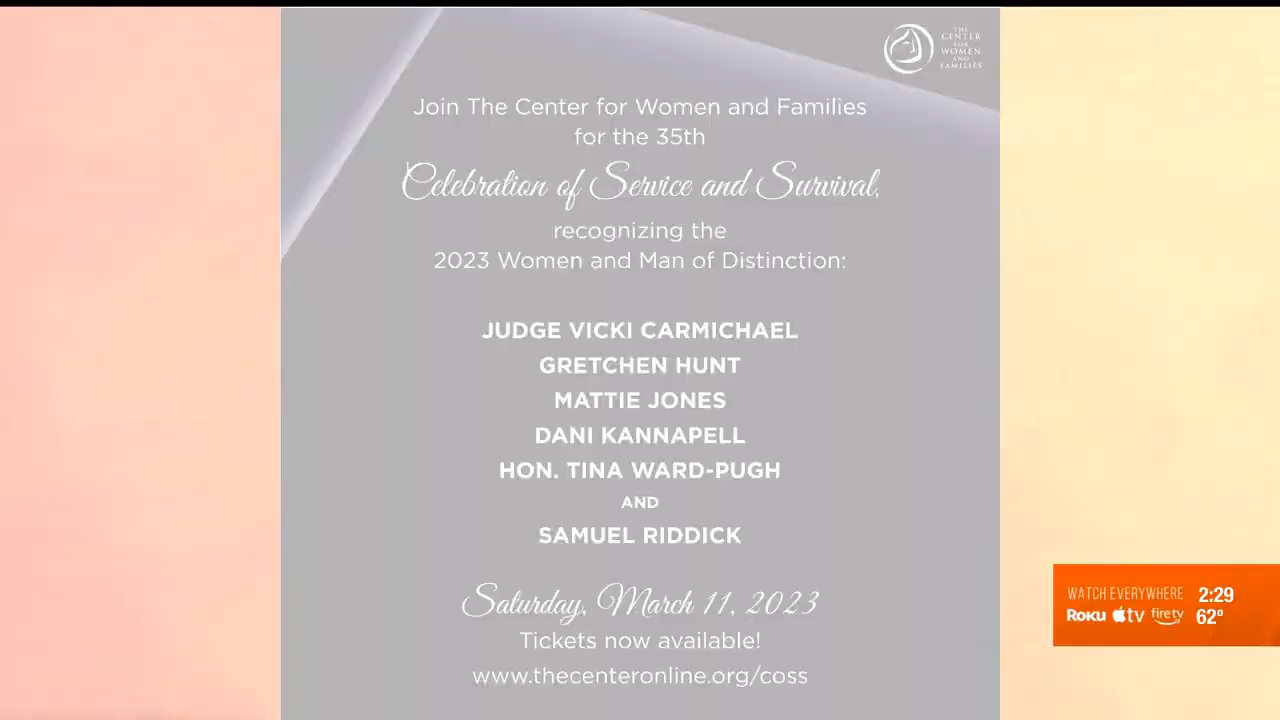 THE
CENTER
FOR
WOMEN
AND
FAMILIES
Join The Center for Women and Families
for the 35th
Celebration of Service and Survival,
recognizing the
2023 Women and Man of Distinction:
JUDGE VICKI CARMICHAEL
GRETCHEN HUNT
MATTIE JONES
DANI KANNAPELL
HON. TINA WARD-PUGH
AND
SAMUEL RIDDICK
Saturday, March 11, 2023
Tickets now available!
www.thecenteronline.org/coss
WATCH EVERYWHERE 2:29
ROKU tv firetv 62°